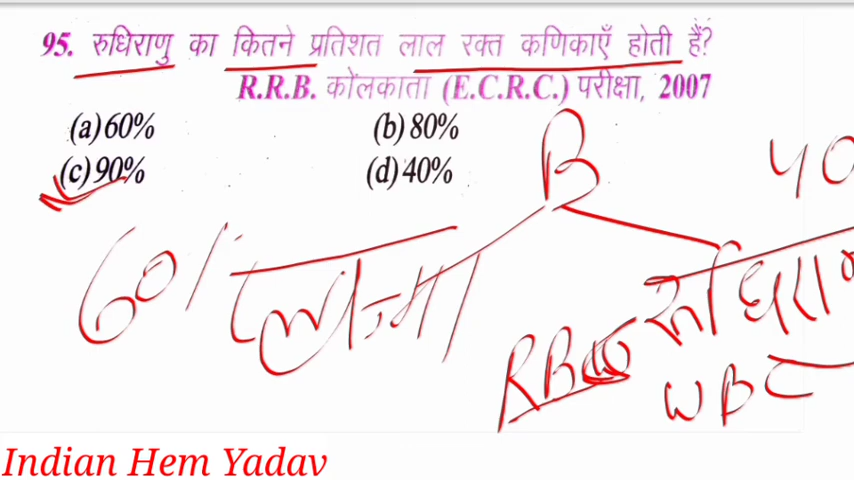 95. रुधिराणु का कितने प्रतिशत लाल रक्त कणिकाएँ होती हैं?
R.R.B. कोलकाता (E.C.R.C.) परीक्षा, 2007
(a) 60% (b) 80%
(c) 90% (d) 40%
B
40
60% प्लाज्मा रुधिराणु
RBC
WBC
Indian Hem Yadav